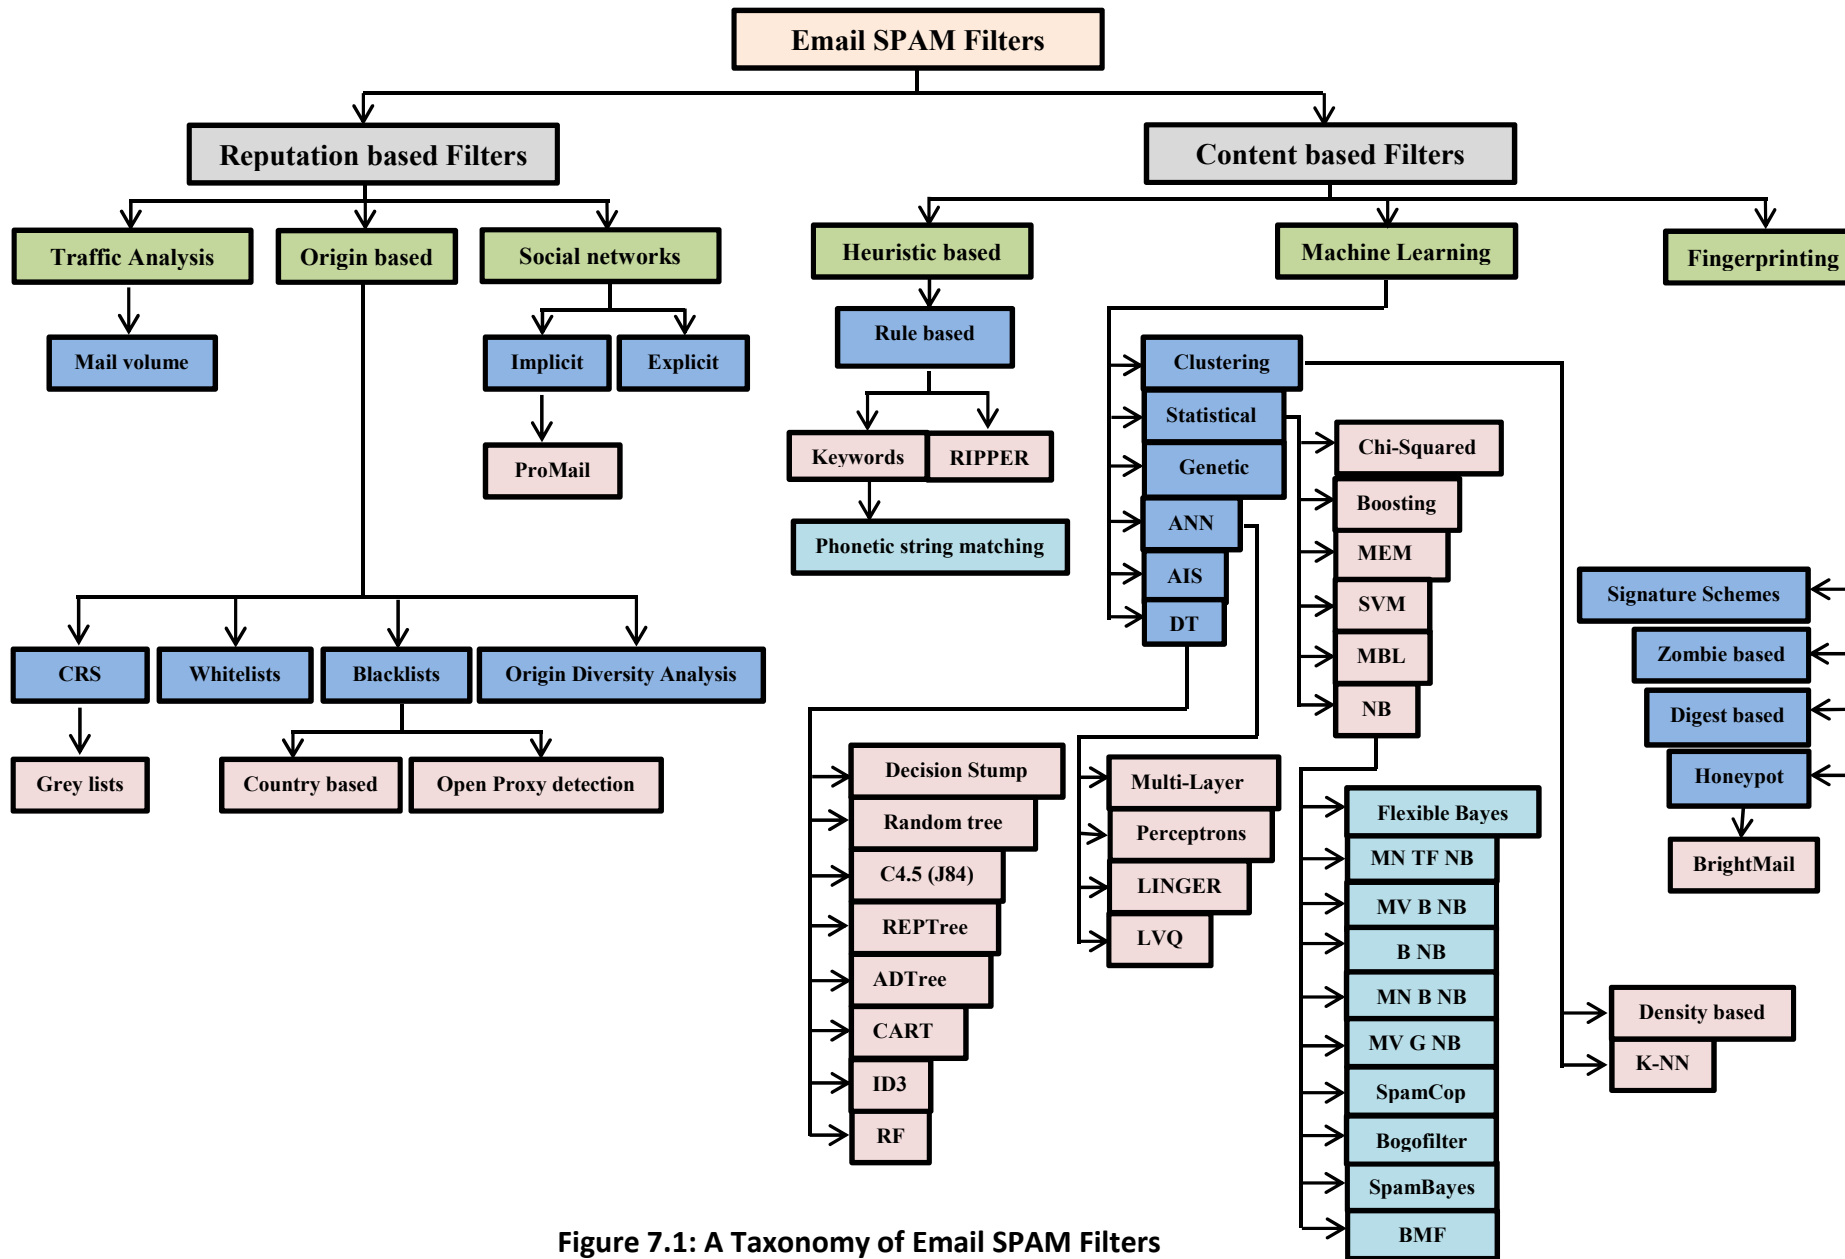 Email SPAM Filters
Reputation based Filters
Content based Filters
Traffic Analysis
Origin based
Social networks
Heuristic based
Machine Learning
Fingerprinting
Mail volume
Implicit
Explicit
ProMail
CRS
Whitelists
Blacklists
Origin Diversity Analysis
Grey lists
Country based
Open Proxy detection
Rule based
Keywords
RIPPER
Phonetic string matching
Clustering
Statistical
Genetic
ANN
AIS
DT
Chi-Squared
Boosting
MEM
SVM
MBL
NB
Decision Stump
Random tree
C4.5 (J84)
REPTree
ADTree
CART
ID3
RF
Multi-Layer
Perceptrons
LINGER
LVQ
Flexible Bayes
MN TF NB
MV B NB
B NB
MN B NB
MV G NB
SpamCop
Bogofilter
SpamBayes
BMF
Signature Schemes
Zombie based
Digest based
Honeypot
BrightMail
Density based
K-NN
Figure 7.1: A Taxonomy of Email SPAM Filters